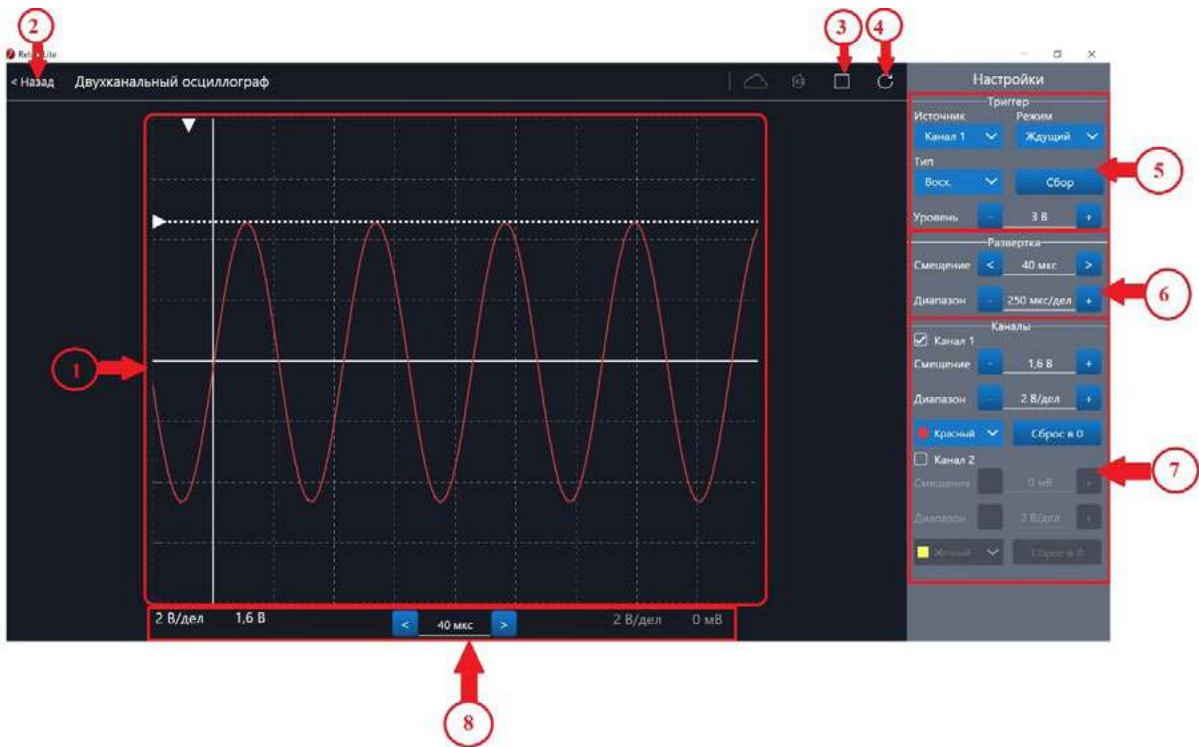 2
3
4
Relab Lite
< Назад
Двухканальный осциллограф
Настройки
Триггер
Источник
Режим
Канал 1
Ждущий
Тип
Восх.
Сбор
5
Уровень
-
3 В
+
Развертка
Смещение
<
40 мкс
>
6
Диапазон
-
250 мкс/дел
+
Каналы
Канал 1
Смещение
-
1,6 В
+
1
Диапазон
-
2 В/дел
+
Красный
Сброс в 0
Канал 2
7
Смещение
0 мВ
+
Диапазон
2 В/дел
+
Желтый
Сброс в 0
2 В/дел
1,6 В
<
40 мкс
>
2 В/дел
0 мВ
8